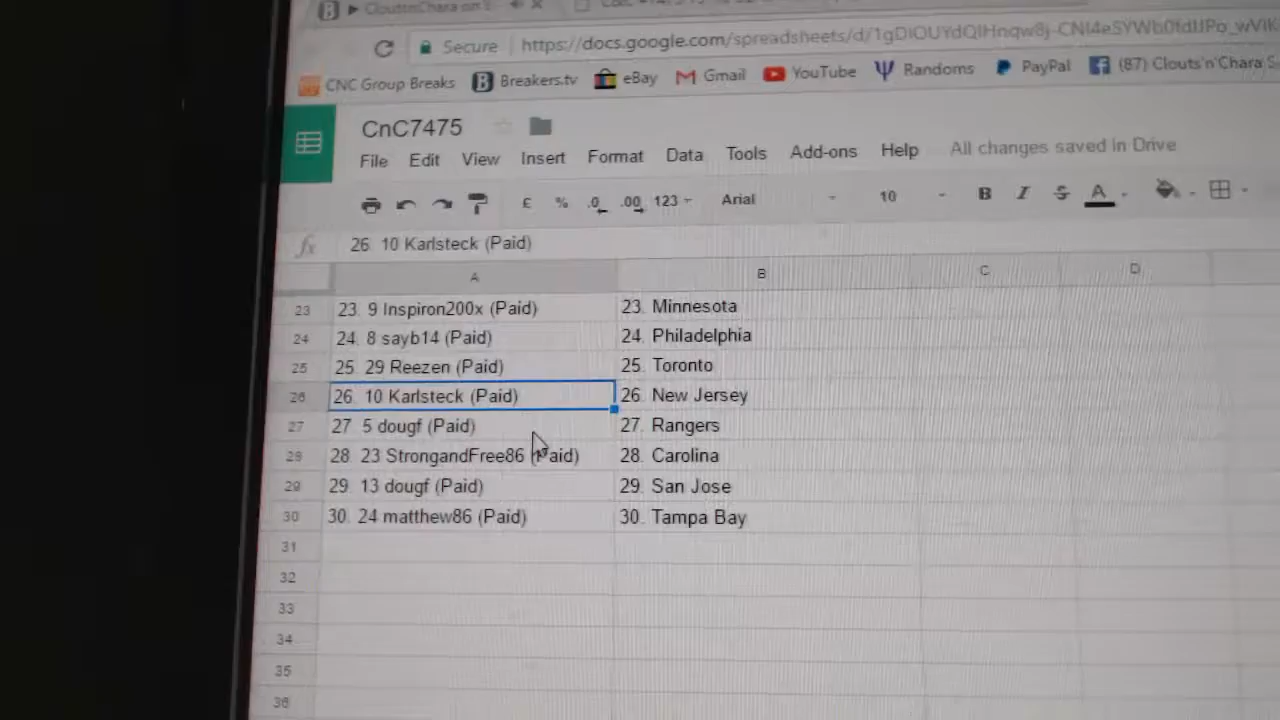 CloutsnChara on
Secure https://docs.google.com/spreadsheets/d/
CNC Group Breaks Breakers.tv eBay Gmail YouTube Randoms PayPal (87) Clouts'n'Chara S
CnC7475
File Edit View Insert Format Data Tools Add-ons Help All changes saved in Drive
£ % .0 .00 123 Arial 10 B I S A
fx 26. 10 Karlsteck (Paid)
A B C D
23 23. 9 Inspiron200x (Paid) 23. Minnesota
24 24. 8 sayb14 (Paid) 24. Philadelphia
25 25. 29 Reezen (Paid) 25. Toronto
26 26. 10 Karlsteck (Paid) 26. New Jersey
27 27. 5 dougf (Paid) 27. Rangers
28 28. 23 StrongandFree86 (Paid) 28. Carolina
29 29. 13 dougf (Paid) 29. San Jose
30 30. 24 matthew86 (Paid) 30. Tampa Bay
31
32
33
34
35
36